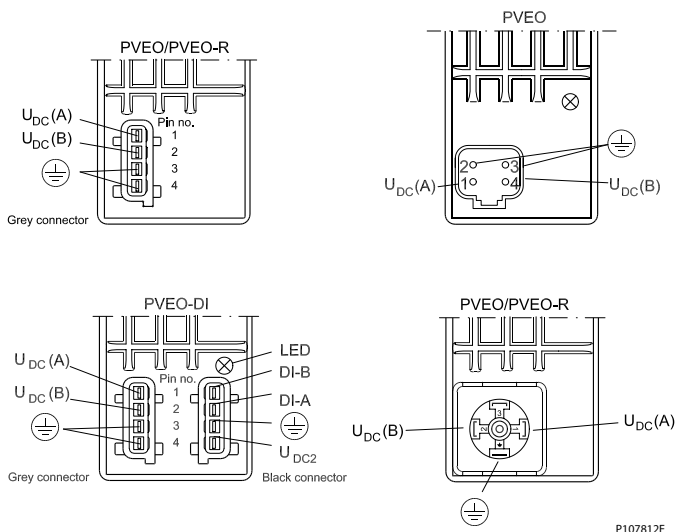 PVEO/PVEO-R
Pin no.
U_DC(A)
U_DC(B)
1
2
3
4
Grey connector
PVEO
2
3
1
4
U_DC(A)
U_DC(B)
PVEO-DI
LED
U_DC(A)
Pin no.
DI-B
U_DC(B)
1
DI-A
2
3
4
U_DC2
Grey connector
Black connector
PVEO/PVEO-R
U_DC(B)
3
2
1
U_DC(A)
P107812E